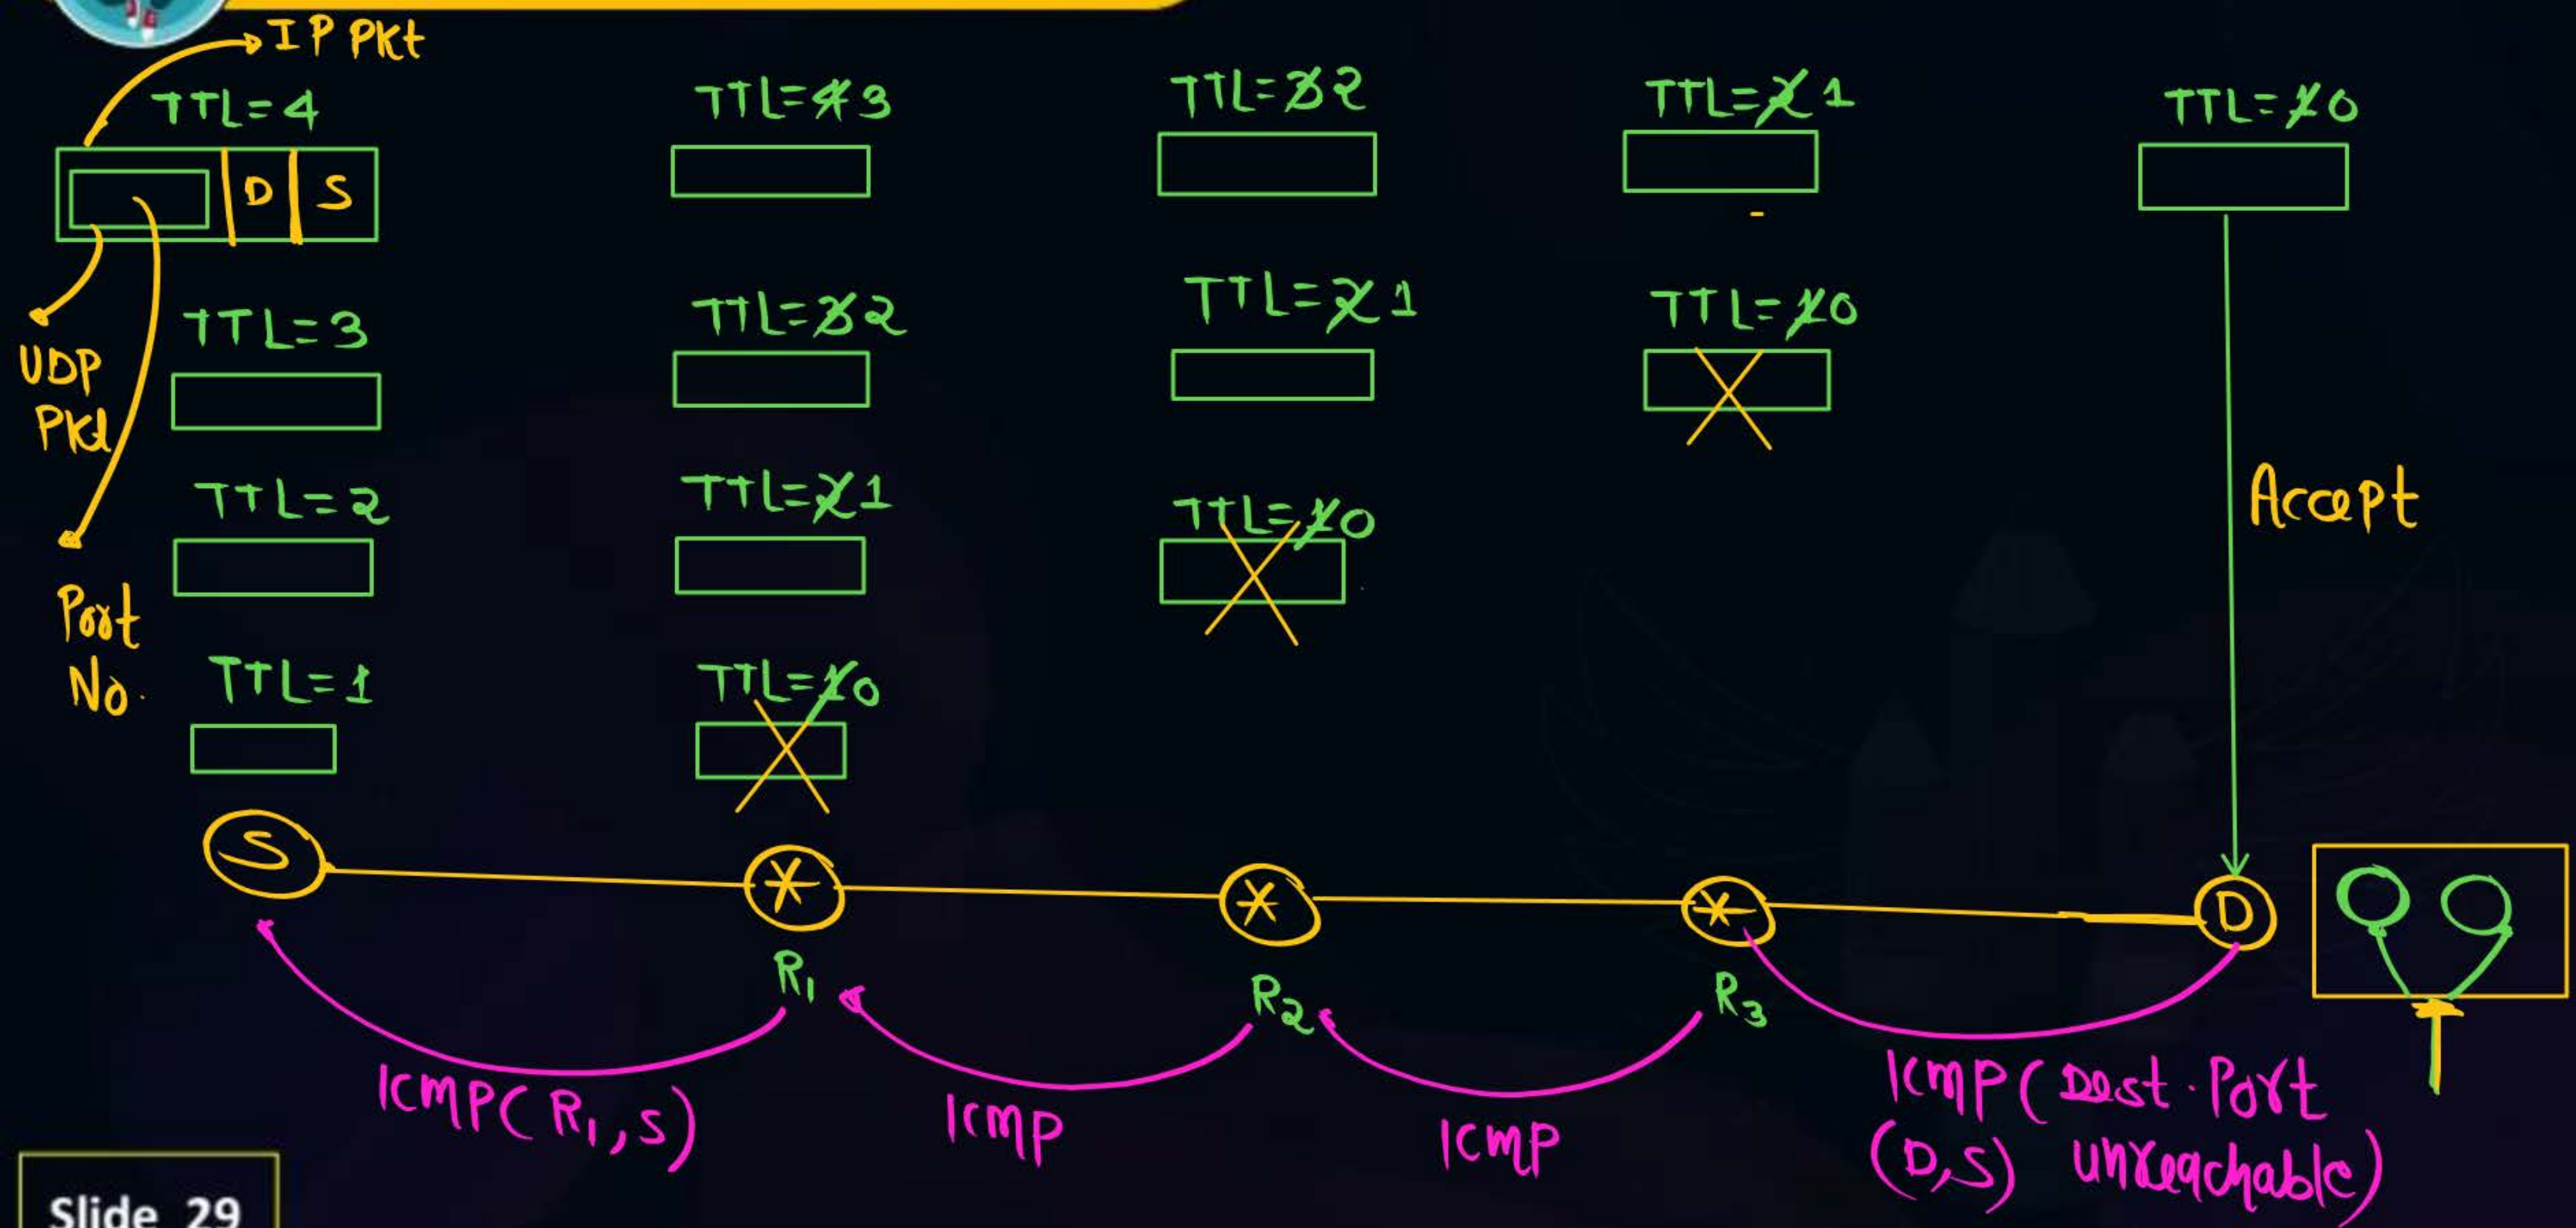 IP Pkt
TTL=4
TTL=43
TTL=32
TTL=21
TTL=10
D S
UDP
Pkt
TTL=3
TTL=32
TTL=21
TTL=10
TTL=2
TTL=21
TTL=10
Accept
Port
No.
TTL=1
TTL=10
S
*
*
*
D
R1
R2
R3
ICMP(R1,S)
ICMP
ICMP
ICMP(Dest.Port
(D,S) unreachable)
Slide 29